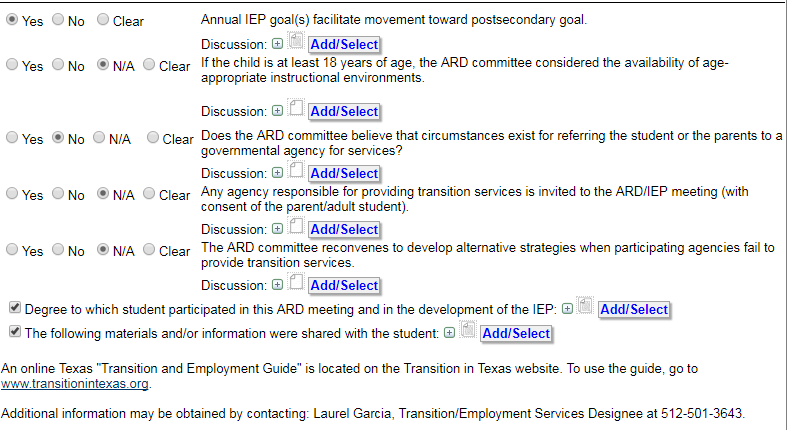 Yes No Clear Annual IEP goal(s) facilitate movement toward postsecondary goal.
Discussion: Add/Select
Yes No N/A Clear If the child is at least 18 years of age, the ARD committee considered the availability of age-
appropriate instructional environments.
Discussion: Add/Select
Yes No N/A Clear Does the ARD committee believe that circumstances exist for referring the student or the parents to a
governmental agency for services?
Discussion: Add/Select
Yes No N/A Clear Any agency responsible for providing transition services is invited to the ARD/IEP meeting (with
consent of the parent/adult student).
Discussion: Add/Select
Yes No N/A Clear The ARD committee reconvenes to develop alternative strategies when participating agencies fail to
provide transition services.
Discussion: Add/Select
Degree to which student participated in this ARD meeting and in the development of the IEP: Add/Select
The following materials and/or information were shared with the student: Add/Select
An online Texas "Transition and Employment Guide" is located on the Transition in Texas website. To use the guide, go to
www.transitionintexas.org.
Additional information may be obtained by contacting: Laurel Garcia, Transition/Employment Services Designee at 512-501-3643.